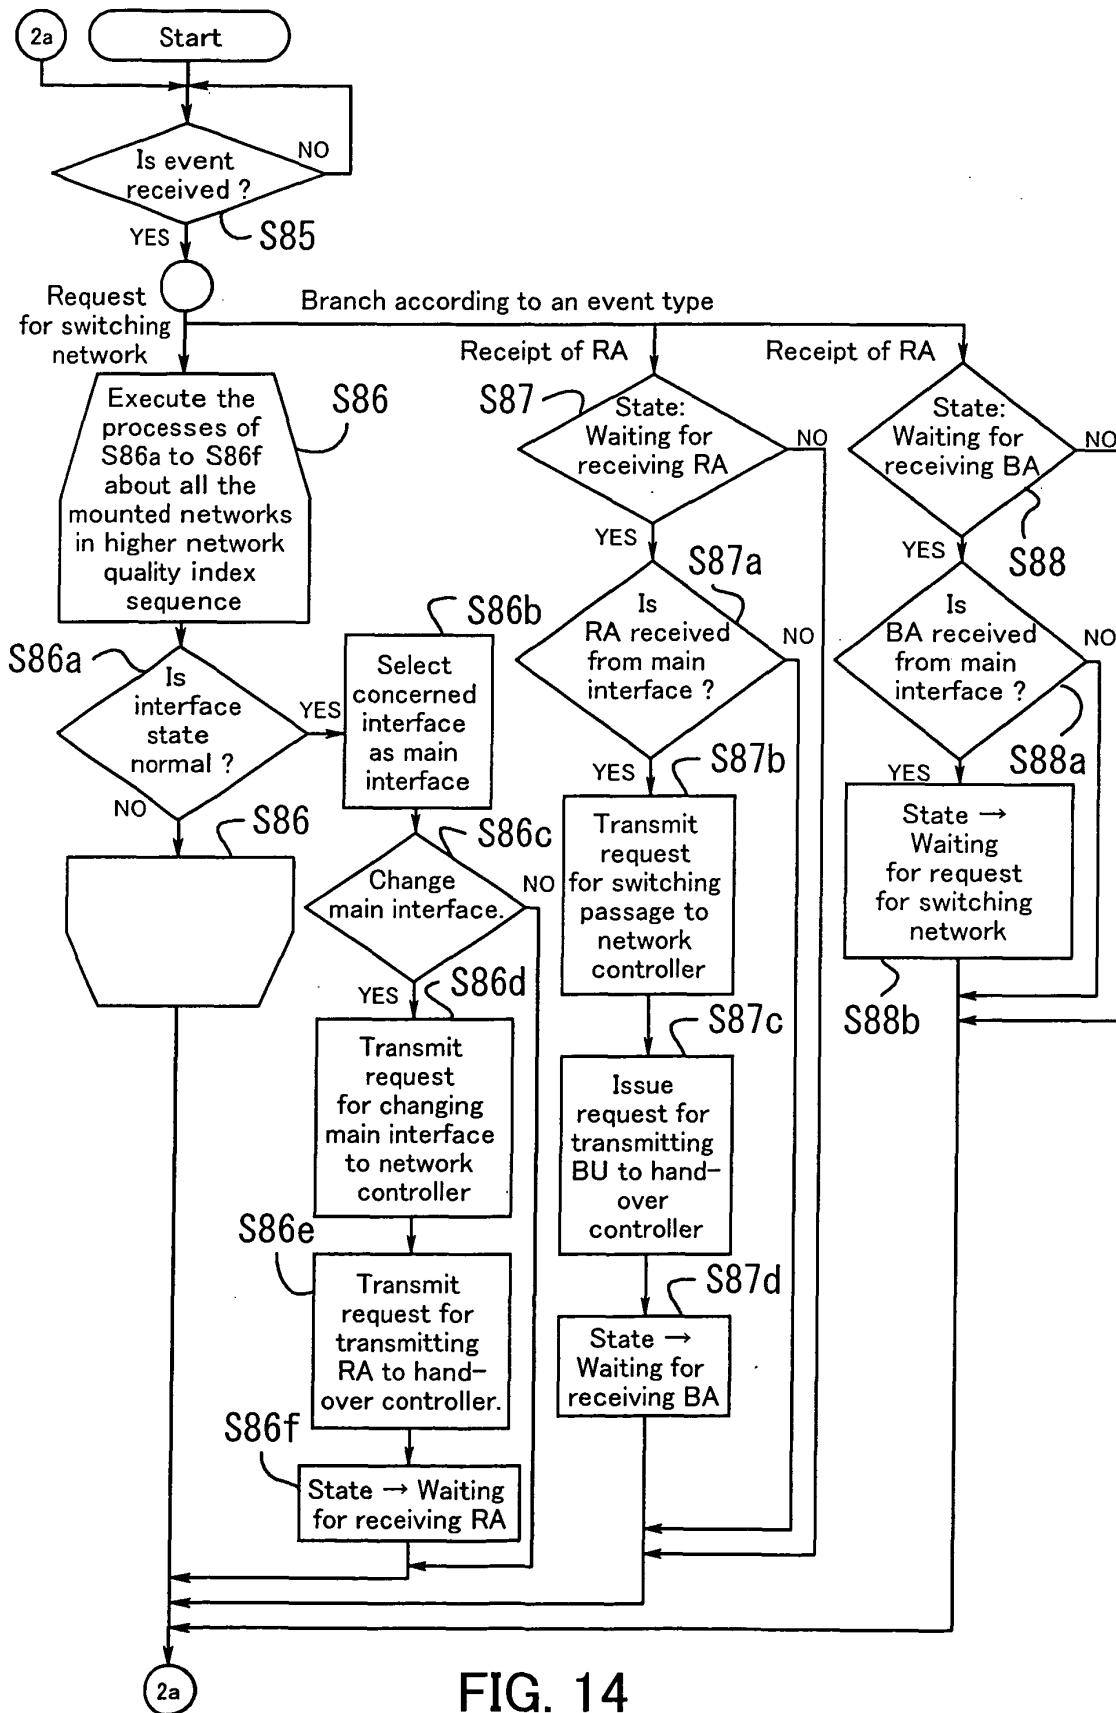 2a
Start
Is event
received ?
NO
YES
S85
Request
for switching
network
Branch according to an event type
Receipt of RA
Receipt of RA
Execute the
processes of
S86a to S86f
about all the
mounted networks
in higher network
quality index
sequence
S86
S86a
Is
interface
state
normal ?
YES
NO
S86
S86b
Select
concerned
interface
as main
interface
S86c
Change
main interface.
NO
YES
S86d
Transmit
request
for changing
main interface
to network
controller
S86e
Transmit
request for
transmitting
RA to hand-
over controller.
S86f
State → Waiting
for receiving RA
S87
State:
Waiting for
receiving RA
NO
YES
S87a
Is
RA received
from main
interface ?
NO
YES
S87b
Transmit
request
for switching
passage to
network
controller
S87c
Issue
request for
transmitting
BU to hand-
over
controller
S87d
State →
Waiting for
receiving BA
State:
Waiting for
receiving BA
NO
YES
S88
Is
BA received
from main
interface ?
NO
YES
S88a
State →
Waiting
for request
for switching
network
S88b
2a
FIG. 14